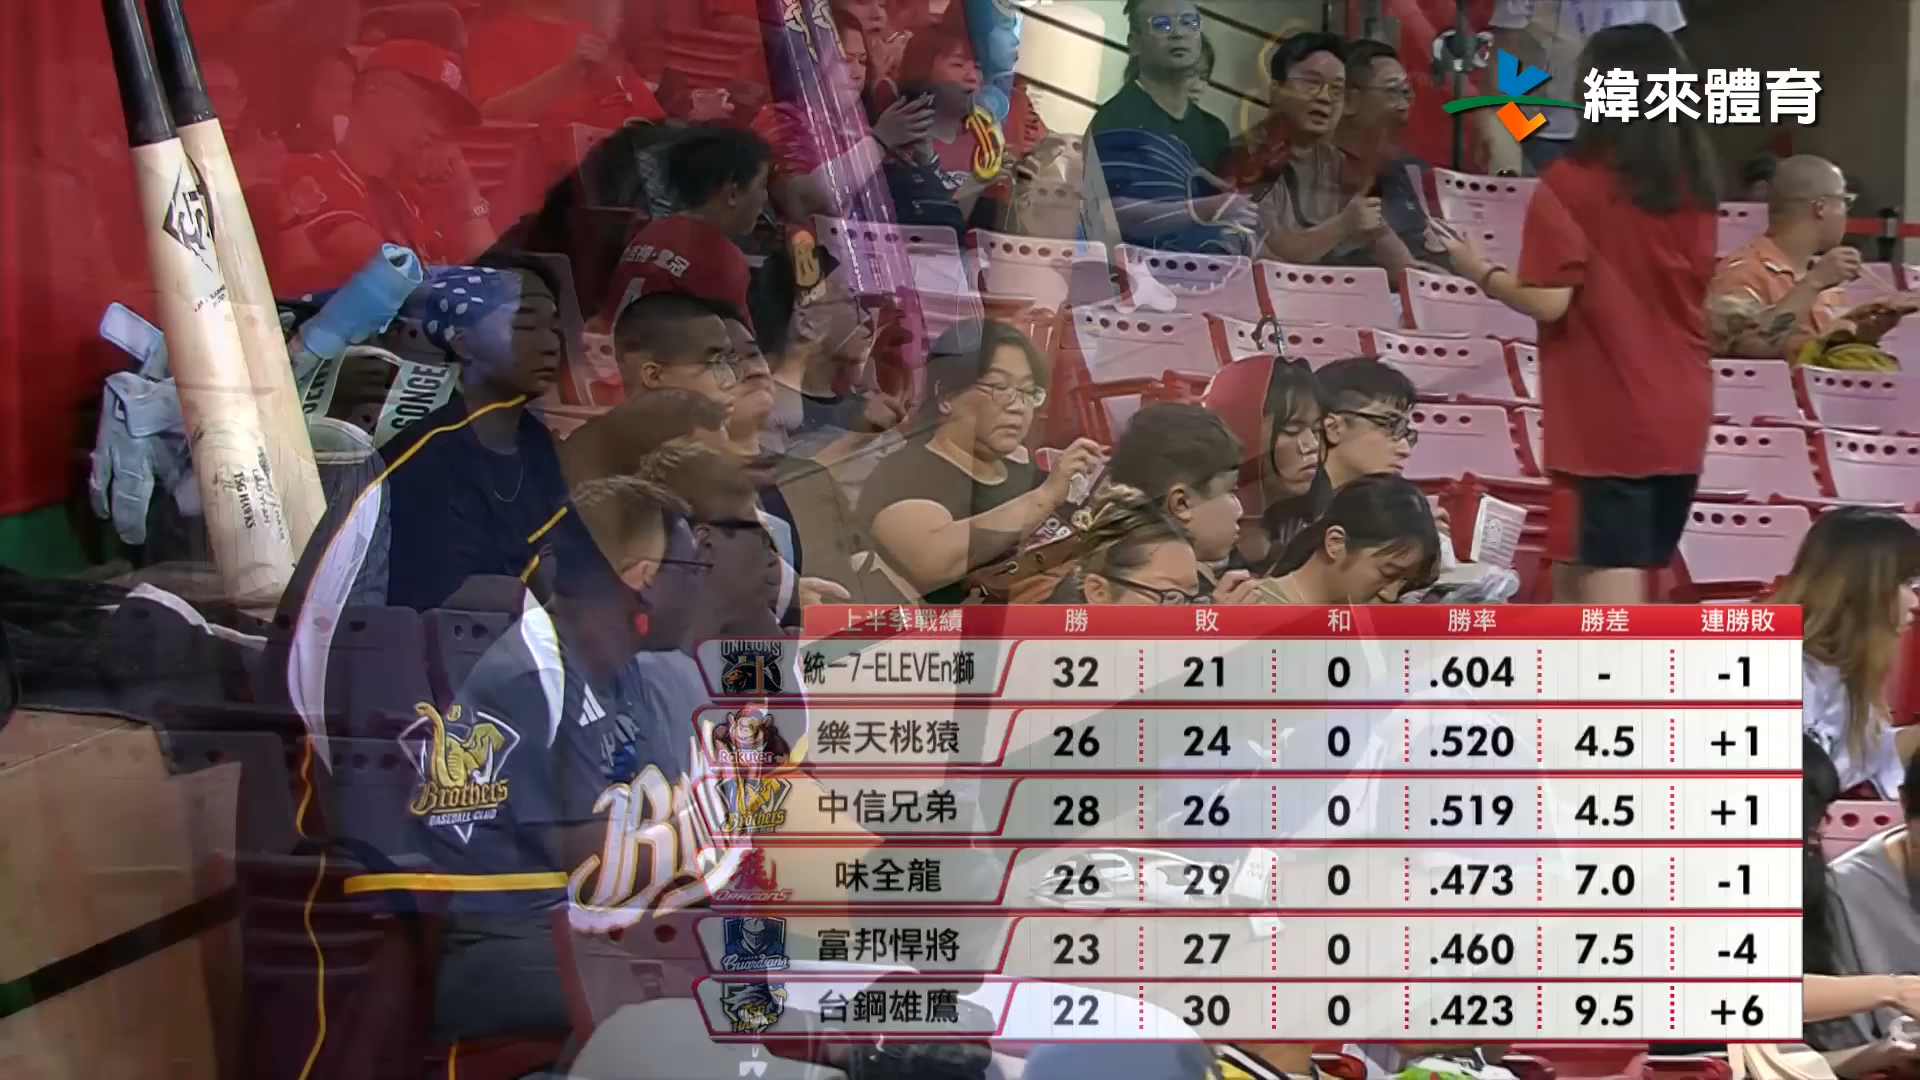 緯來體育
上半季戰績 勝 敗 和 勝率 勝差 連勝敗
UNILIONS 統一7-ELEVEn獅 32 21 0 .604 - -1
Rakuten 樂天桃猿 26 24 0 .520 4.5 +1
Brothers 中信兄弟 28 26 0 .519 4.5 +1
DRAGONS 味全龍 26 29 0 .473 7.0 -1
Guardians 富邦悍將 23 27 0 .460 7.5 -4
TSG HAWKS 台鋼雄鷹 22 30 0 .423 9.5 +6
TSG HAWKS
Brothers
BASEBALL CLUB